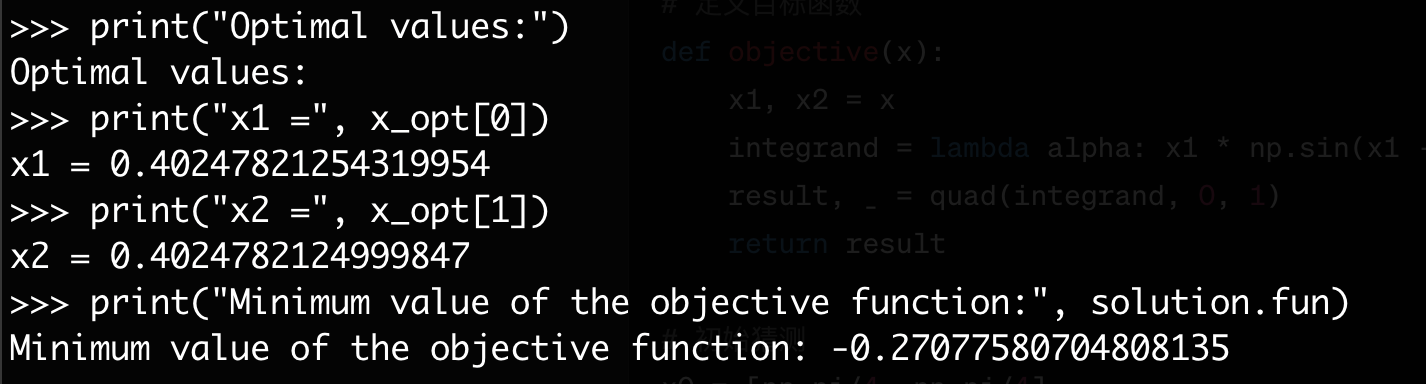 >>> print("Optimal values:")
Optimal values:
>>> print("x1 =", x_opt[0])
x1 = 0.40247821254319954
>>> print("x2 =", x_opt[1])
x2 = 0.4024782124999847
>>> print("Minimum value of the objective function:", solution.fun)
Minimum value of the objective function: -0.27077580704808135
# 定义目标函数
def objective(x):
x1, x2 = x
integrand = lambda alpha: x1 * np.sin(x1
result, _ = quad(integrand, 0, 1)
return result
# 初始猜测